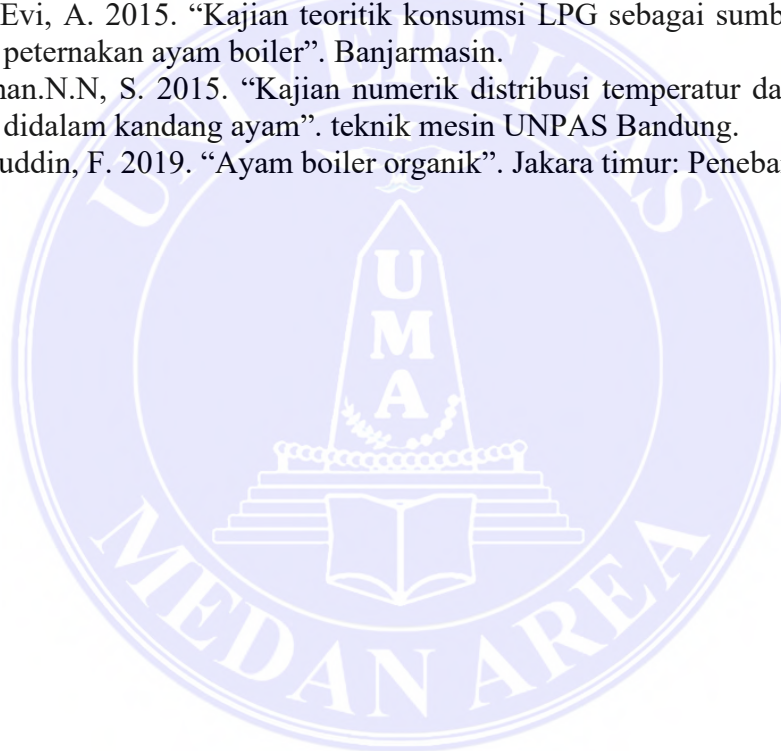 Evi, A. 2015. “Kajian teoritik konsumsi LPG sebagai sumb
peternakan ayam boiler”. Banjarmasin.
nan.N.N, S. 2015. “Kajian numerik distribusi temperatur da
didalam kandang ayam”. teknik mesin UNPAS Bandung.
uddin, F. 2019. “Ayam boiler organik”. Jakara timur: Peneba
UNIVERSITAS
U
M
A
MEDAN AREA